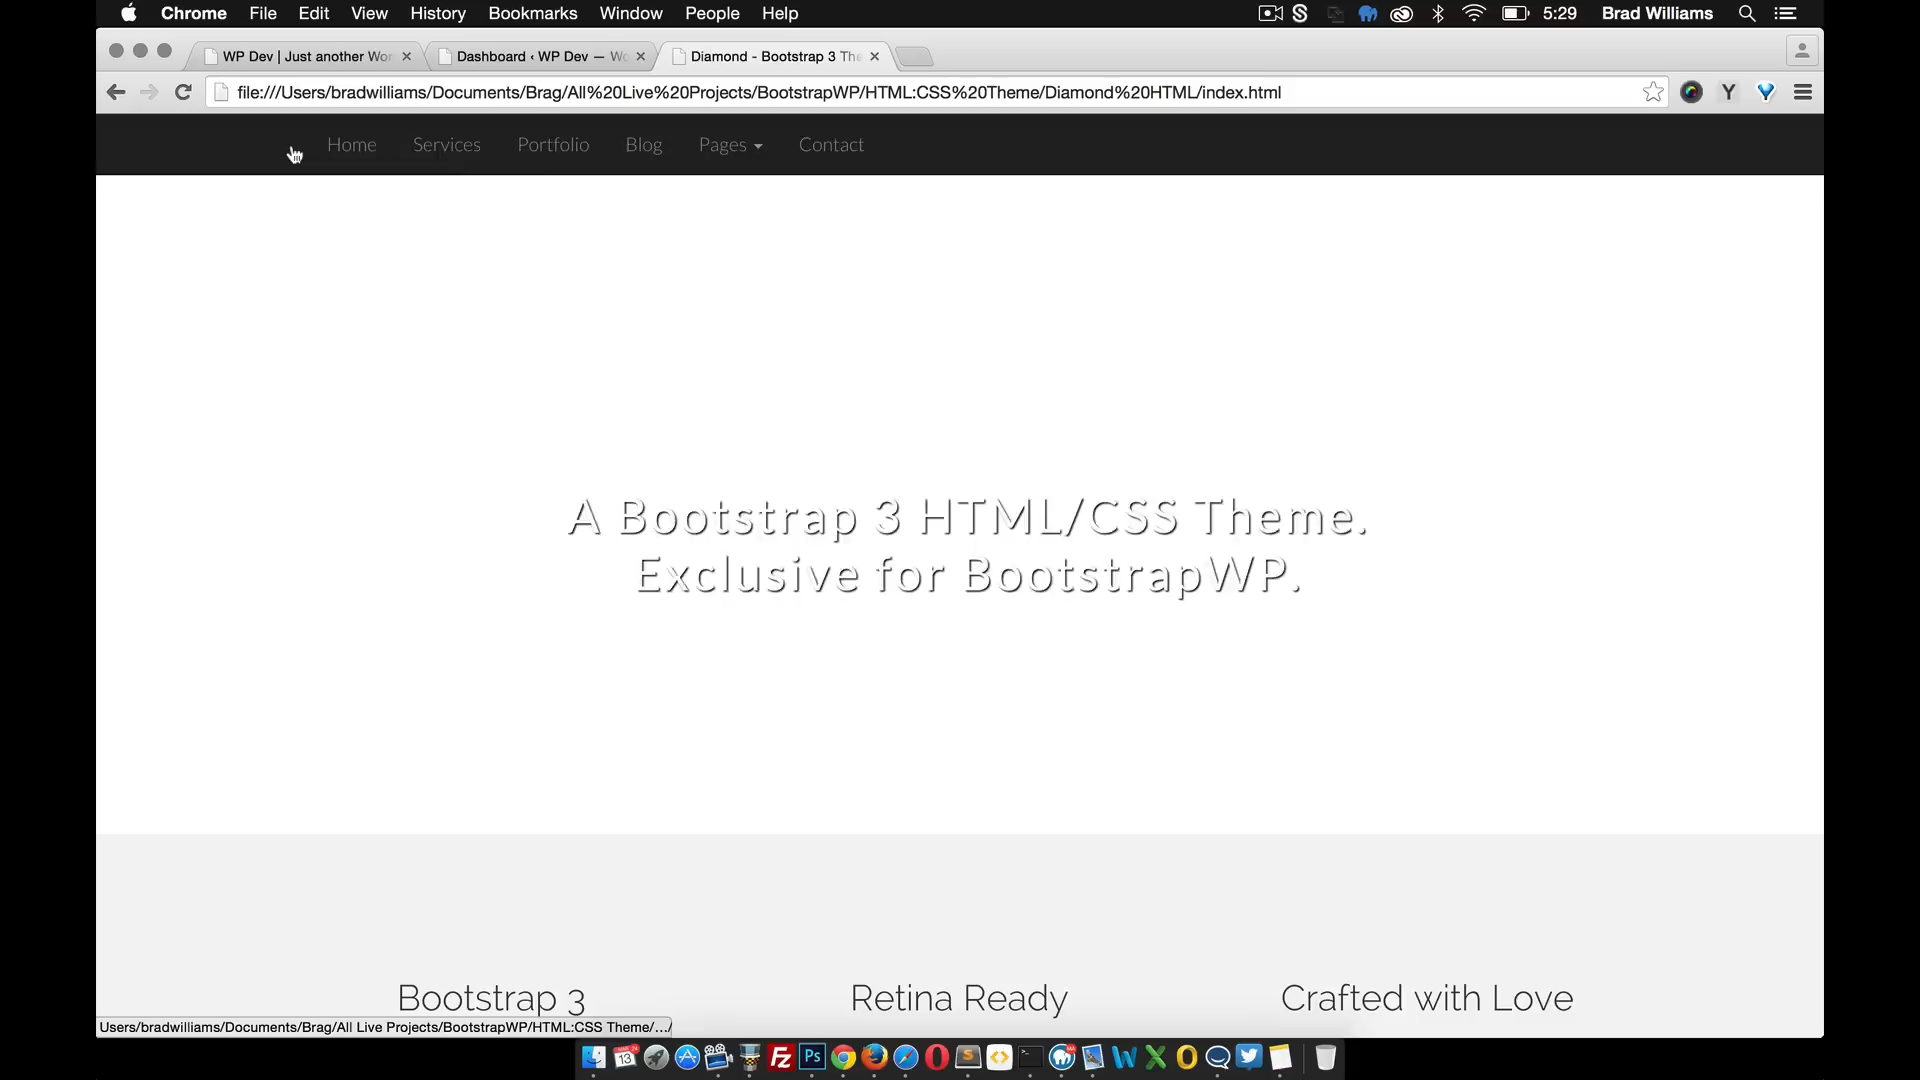 Chrome File Edit View History Bookmarks Window People Help 5:29 Brad Williams
WP Dev | Just another Wor Dashboard ‹ WP Dev — Wo Diamond - Bootstrap 3 The
file:///Users/bradwilliams/Documents/Brag/All%20Live%20Projects/BootstrapWP/HTML:CSS%20Theme/Diamond%20HTML/index.html
Home Services Portfolio Blog Pages Contact
A Bootstrap 3 HTML/CSS Theme.
Exclusive for BootstrapWP.
Bootstrap 3 Retina Ready Crafted with Love
Users/bradwilliams/Documents/Brag/All Live Projects/BootstrapWP/HTML:CSS Theme/.../